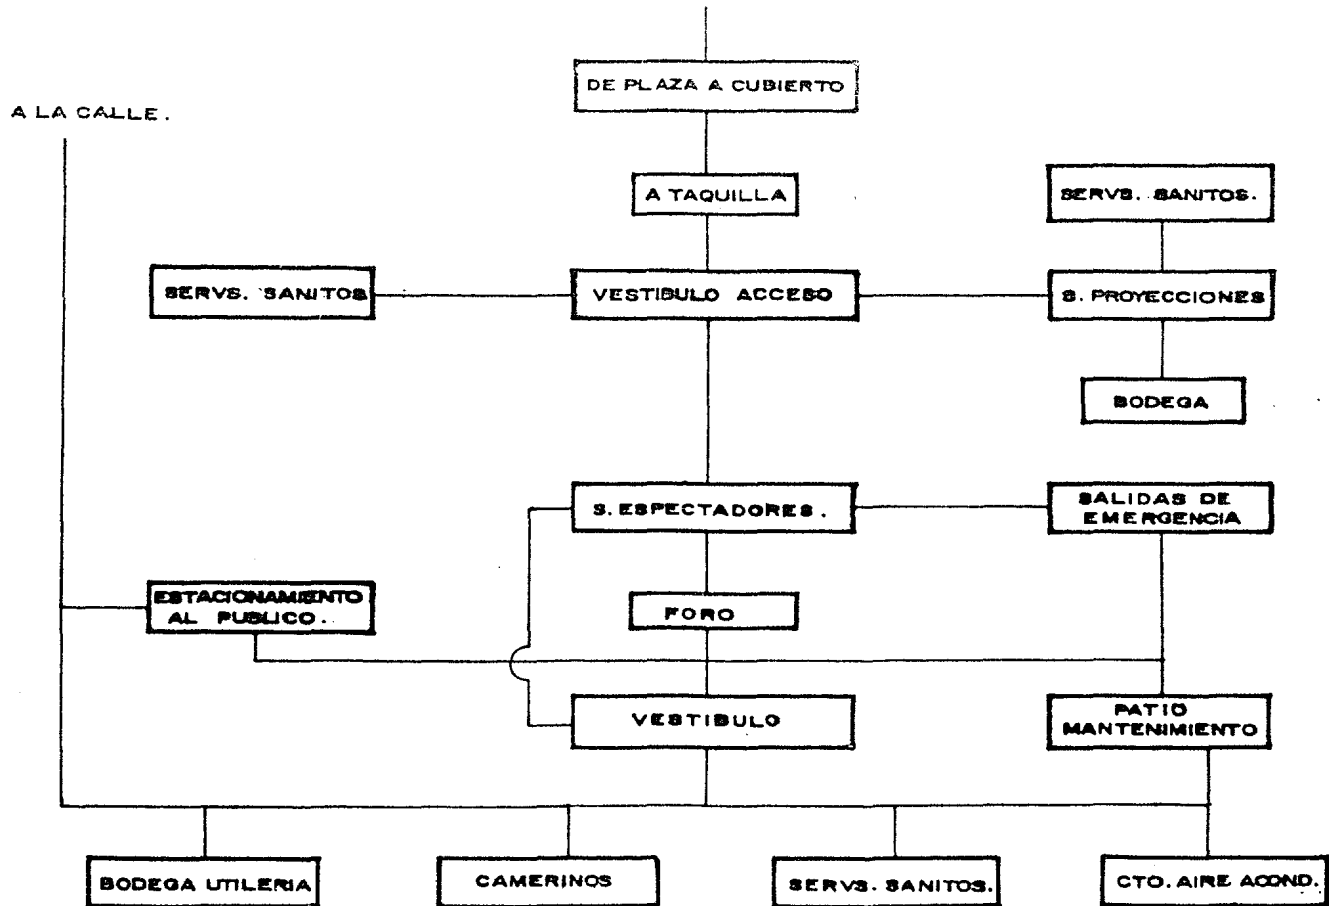 DE PLAZA A CUBIERTO
A LA CALLE.
A TAQUILLA
SERVS. SANITOS.
SERVS. SANITOS
VESTIBULO ACCESO
S. PROYECCIONES
BODEGA
S. ESPECTADORES.
SALIDAS DE
EMERGENCIA
ESTACIONAMIENTO
AL PUBLICO.
FORO
VESTIBULO
PATIO
MANTENIMIENTO
BODEGA UTILERIA
CAMERINOS
SERVS. SANITOS.
CTO. AIRE ACOND.